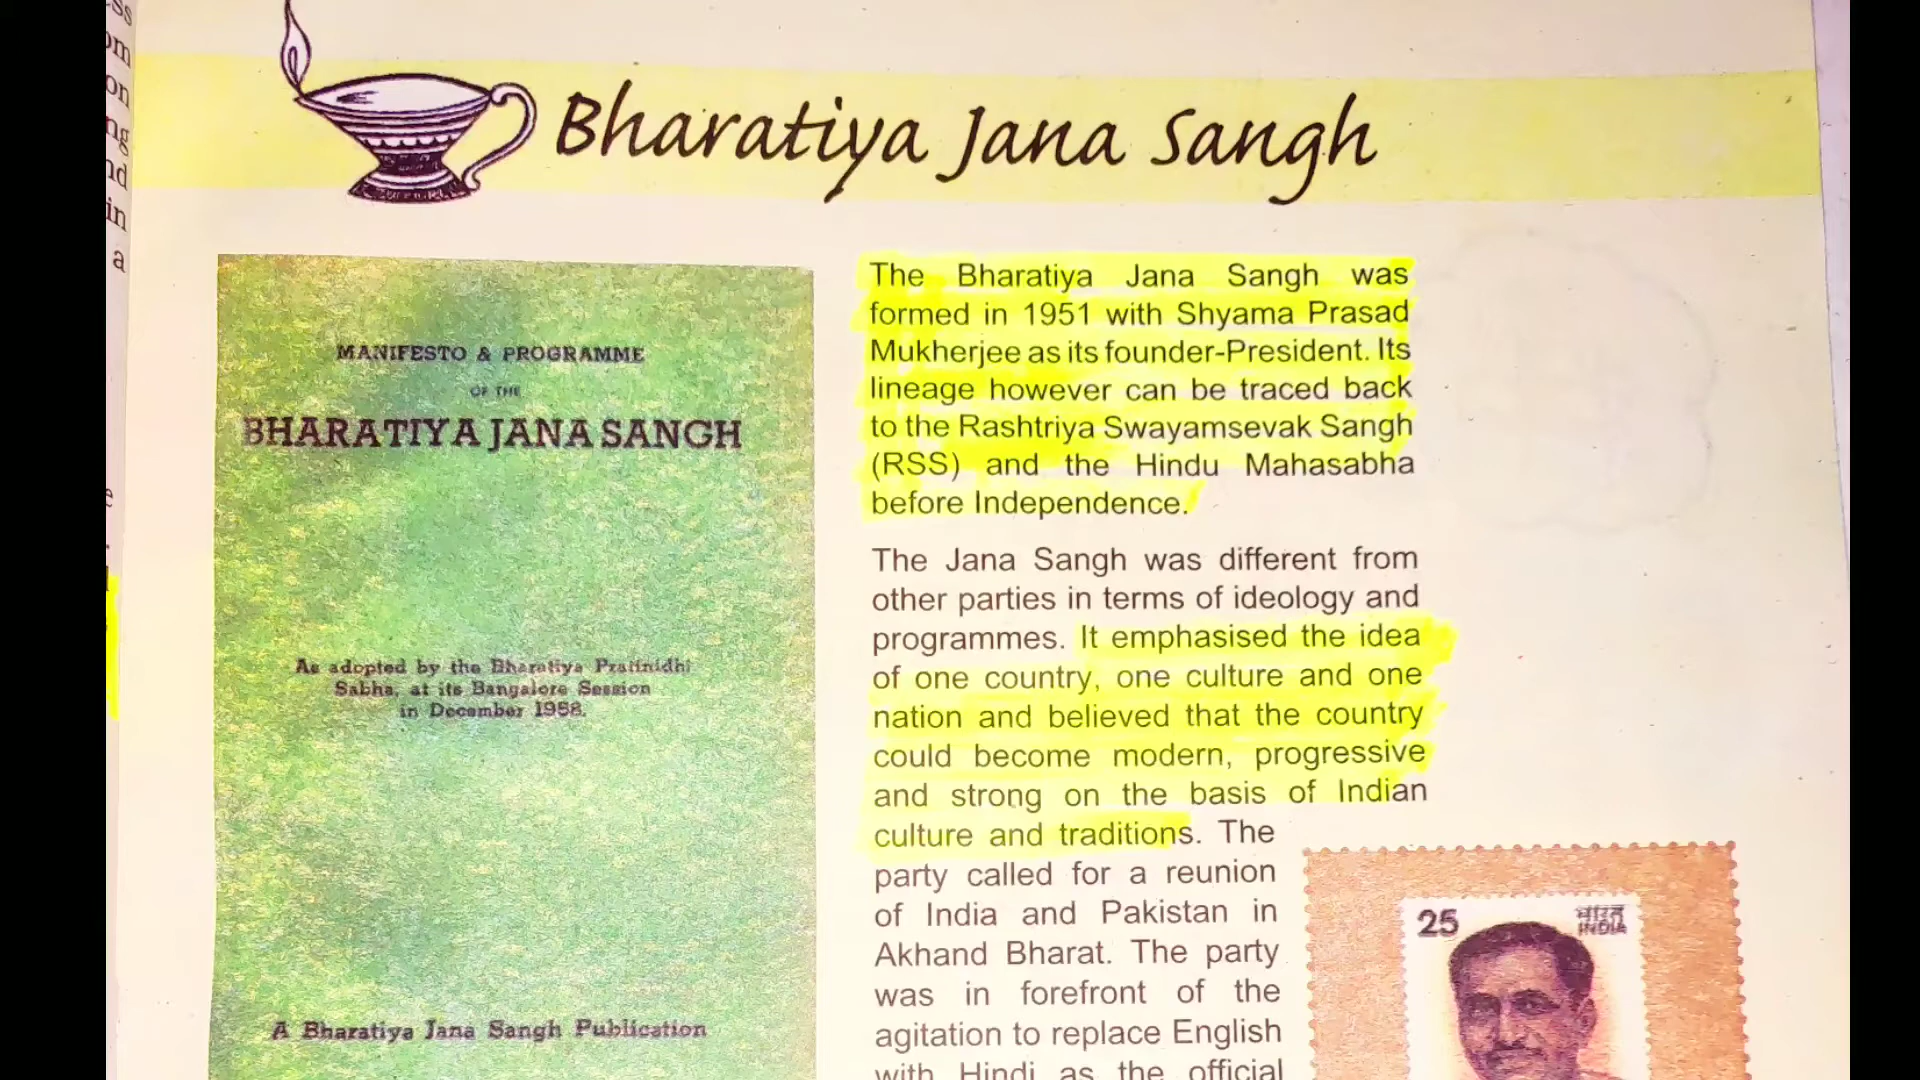 ss
om
on
ng
nd
in
a
Bharatiya Jana Sangh
MANIFESTO & PROGRAMME
OF THE
BHARATIYA JANA SANGH
As adopted by the Bharatiya Pratinidhi
Sabha, at its Bangalore Session
in December 1958.
A Bharatiya Jana Sangh Publication
The Bharatiya Jana Sangh was
formed in 1951 with Shyama Prasad
Mukherjee as its founder-President. Its
lineage however can be traced back
to the Rashtriya Swayamsevak Sangh
(RSS) and the Hindu Mahasabha
before Independence.
The Jana Sangh was different from
other parties in terms of ideology and
programmes. It emphasised the idea
of one country, one culture and one
nation and believed that the country
could become modern, progressive
and strong on the basis of Indian
culture and traditions. The
party called for a reunion
of India and Pakistan in
Akhand Bharat. The party
was in forefront of the
agitation to replace English
with Hindi as the official
25
भारत
INDIA